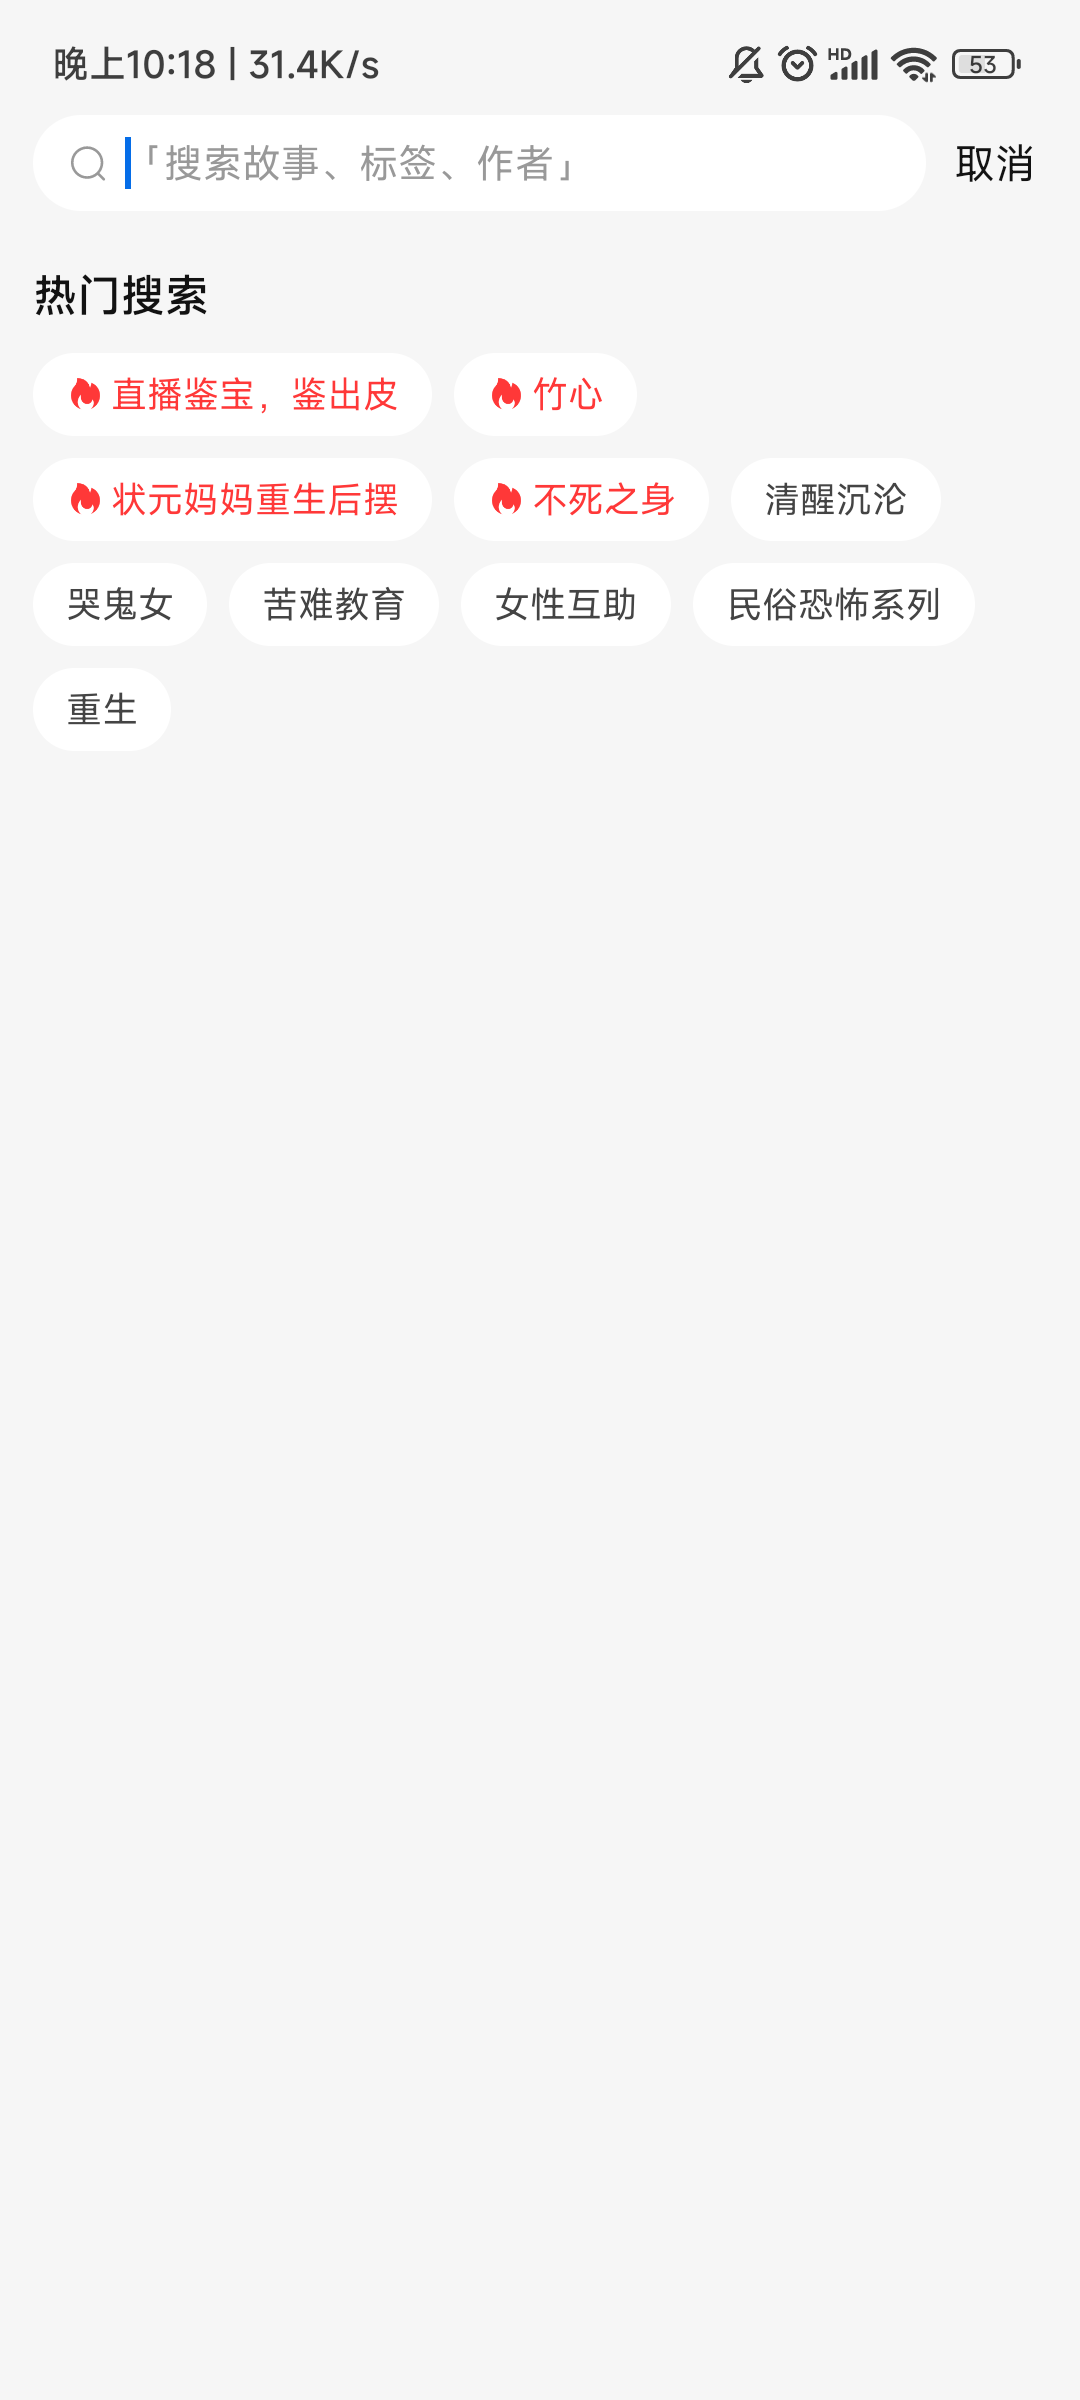 晚上10:18 | 31.4K/s HD 53
「搜索故事、标签、作者」 取消
热门搜索
直播鉴宝，鉴出皮 竹心
状元妈妈重生后摆 不死之身 清醒沉沦
哭鬼女 苦难教育 女性互助 民俗恐怖系列
重生